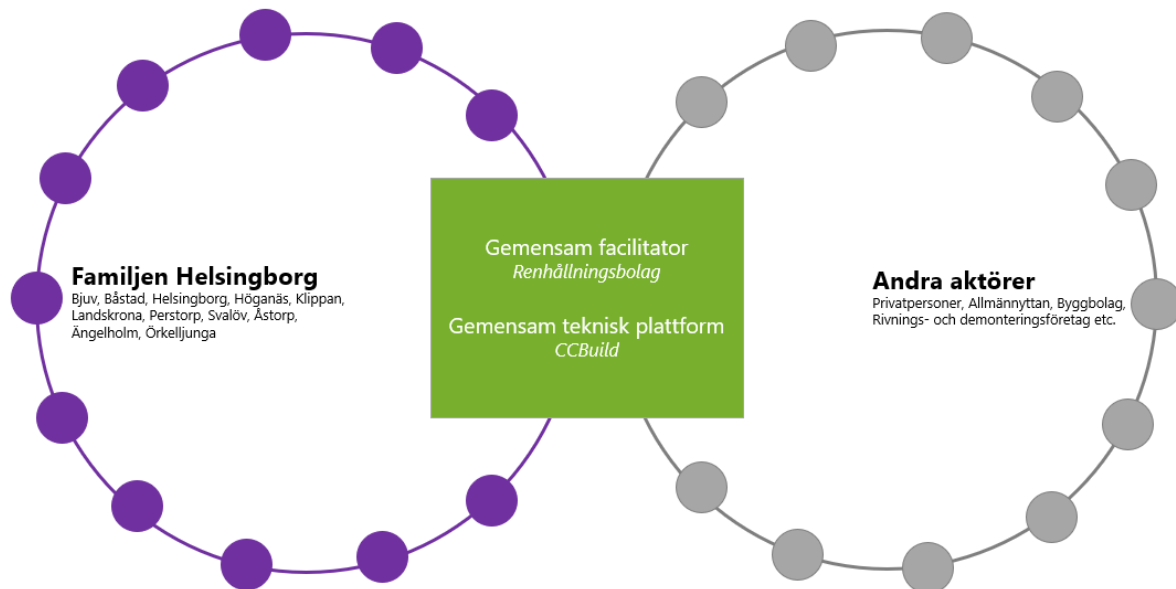 Familjen Helsingborg
Bjuv, Båstad, Helsingborg, Höganäs, Klippan,
Landskrona, Perstorp, Svalöv, Åstorp,
Ängelholm, Örkelljunga
Gemensam facilitator
Renhållningsbolag
Gemensam teknisk plattform
CCBuild
Andra aktörer
Privatpersoner, Allmännyttan, Byggbolag,
Rivnings- och demonteringsföretag etc.